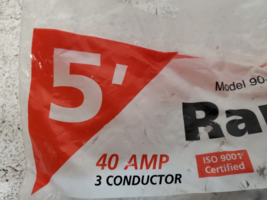 5'
Model 90
Ra
40 AMP
3 CONDUCTOR
ISO 9001
Certified